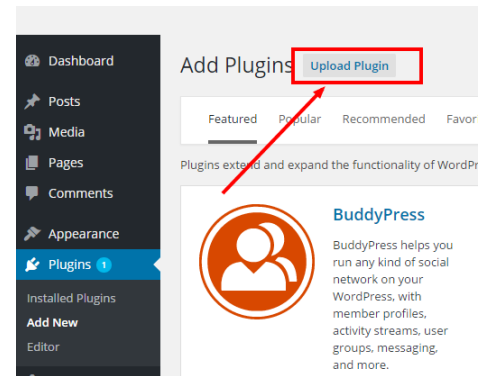 Dashboard
Posts
Media
Pages
Comments
Appearance
Plugins 1
Installed Plugins
Add New
Editor
Add Plugins Upload Plugin
Featured Popular Recommended Favor
Plugins extend and expand the functionality of WordPr
BuddyPress
BuddyPress helps you
run any kind of social
network on your
WordPress, with
member profiles,
activity streams, user
groups, messaging,
and more.